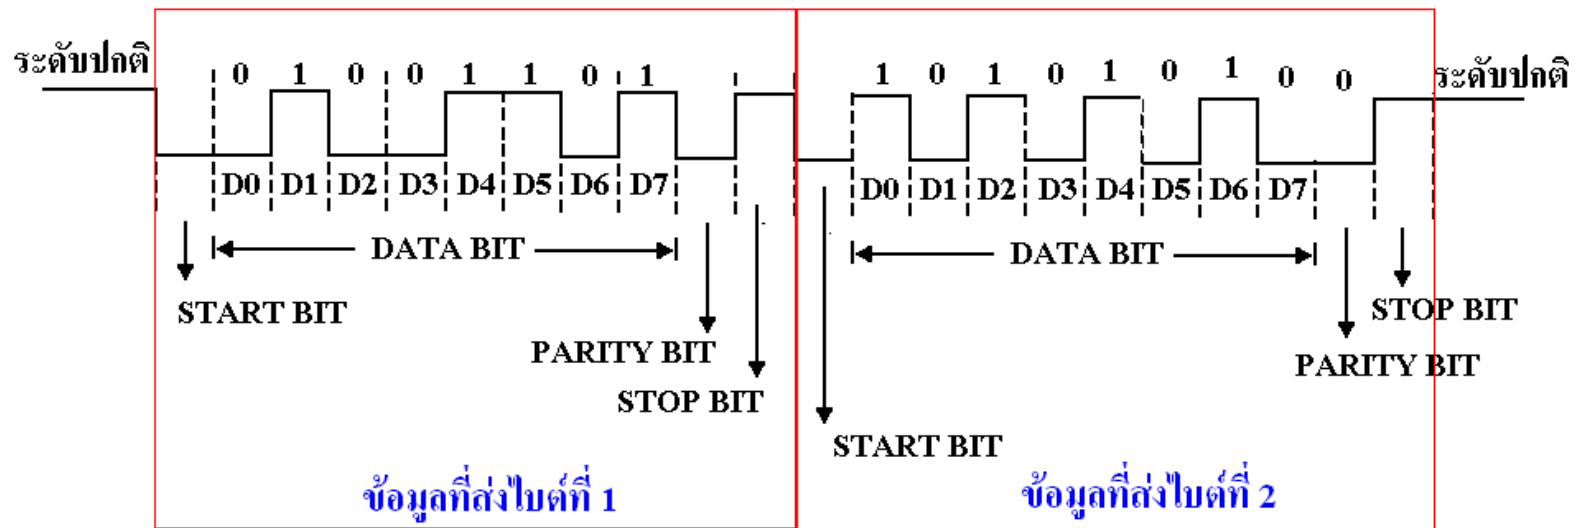 ระดับปกติ
0 1 0 0 1 1 0 1
1 0 1 0 1 0 1 0 0
ระดับปกติ
D0 D1 D2 D3 D4 D5 D6 D7
D0 D1 D2 D3 D4 D5 D6 D7
DATA BIT
DATA BIT
START BIT
STOP BIT
PARITY BIT
PARITY BIT
STOP BIT
START BIT
ข้อมูลที่ส่งไบต์ที่ 1
ข้อมูลที่ส่งไบต์ที่ 2